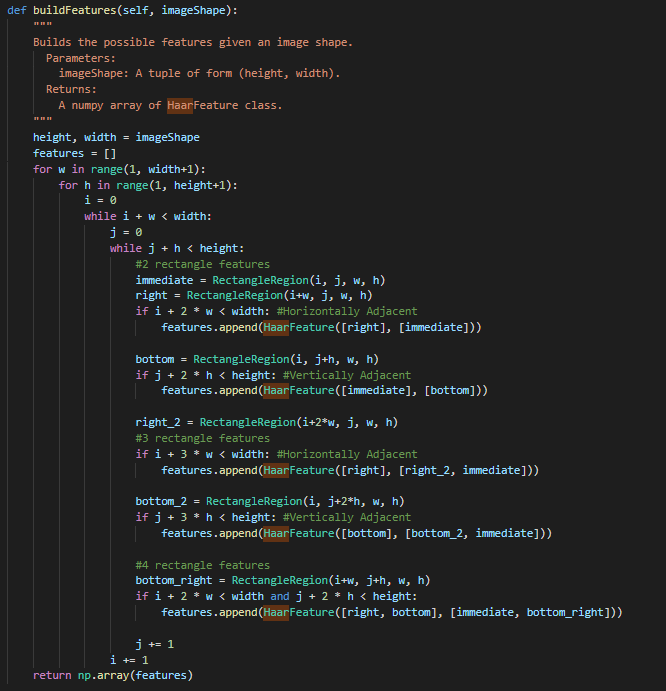 def buildFeatures(self, imageShape):
    """
    Builds the possible features given an image shape.
      Parameters:
        imageShape: A tuple of form (height, width).
      Returns:
        A numpy array of HaarFeature class.
    """
    height, width = imageShape
    features = []
    for w in range(1, width+1):
        for h in range(1, height+1):
            i = 0
            while i + w < width:
                j = 0
                while j + h < height:
                    #2 rectangle features
                    immediate = RectangleRegion(i, j, w, h)
                    right = RectangleRegion(i+w, j, w, h)
                    if i + 2 * w < width: #Horizontally Adjacent
                        features.append(HaarFeature([right], [immediate]))

                    bottom = RectangleRegion(i, j+h, w, h)
                    if j + 2 * h < height: #Vertically Adjacent
                        features.append(HaarFeature([immediate], [bottom]))

                    right_2 = RectangleRegion(i+2*w, j, w, h)
                    #3 rectangle features
                    if i + 3 * w < width: #Horizontally Adjacent
                        features.append(HaarFeature([right], [right_2, immediate]))

                    bottom_2 = RectangleRegion(i, j+2*h, w, h)
                    if j + 3 * h < height: #Vertically Adjacent
                        features.append(HaarFeature([bottom], [bottom_2, immediate]))

                    #4 rectangle features
                    bottom_right = RectangleRegion(i+w, j+h, w, h)
                    if i + 2 * w < width and j + 2 * h < height:
                        features.append(HaarFeature([right, bottom], [immediate, bottom_right]))

                    j += 1
                i += 1
    return np.array(features)